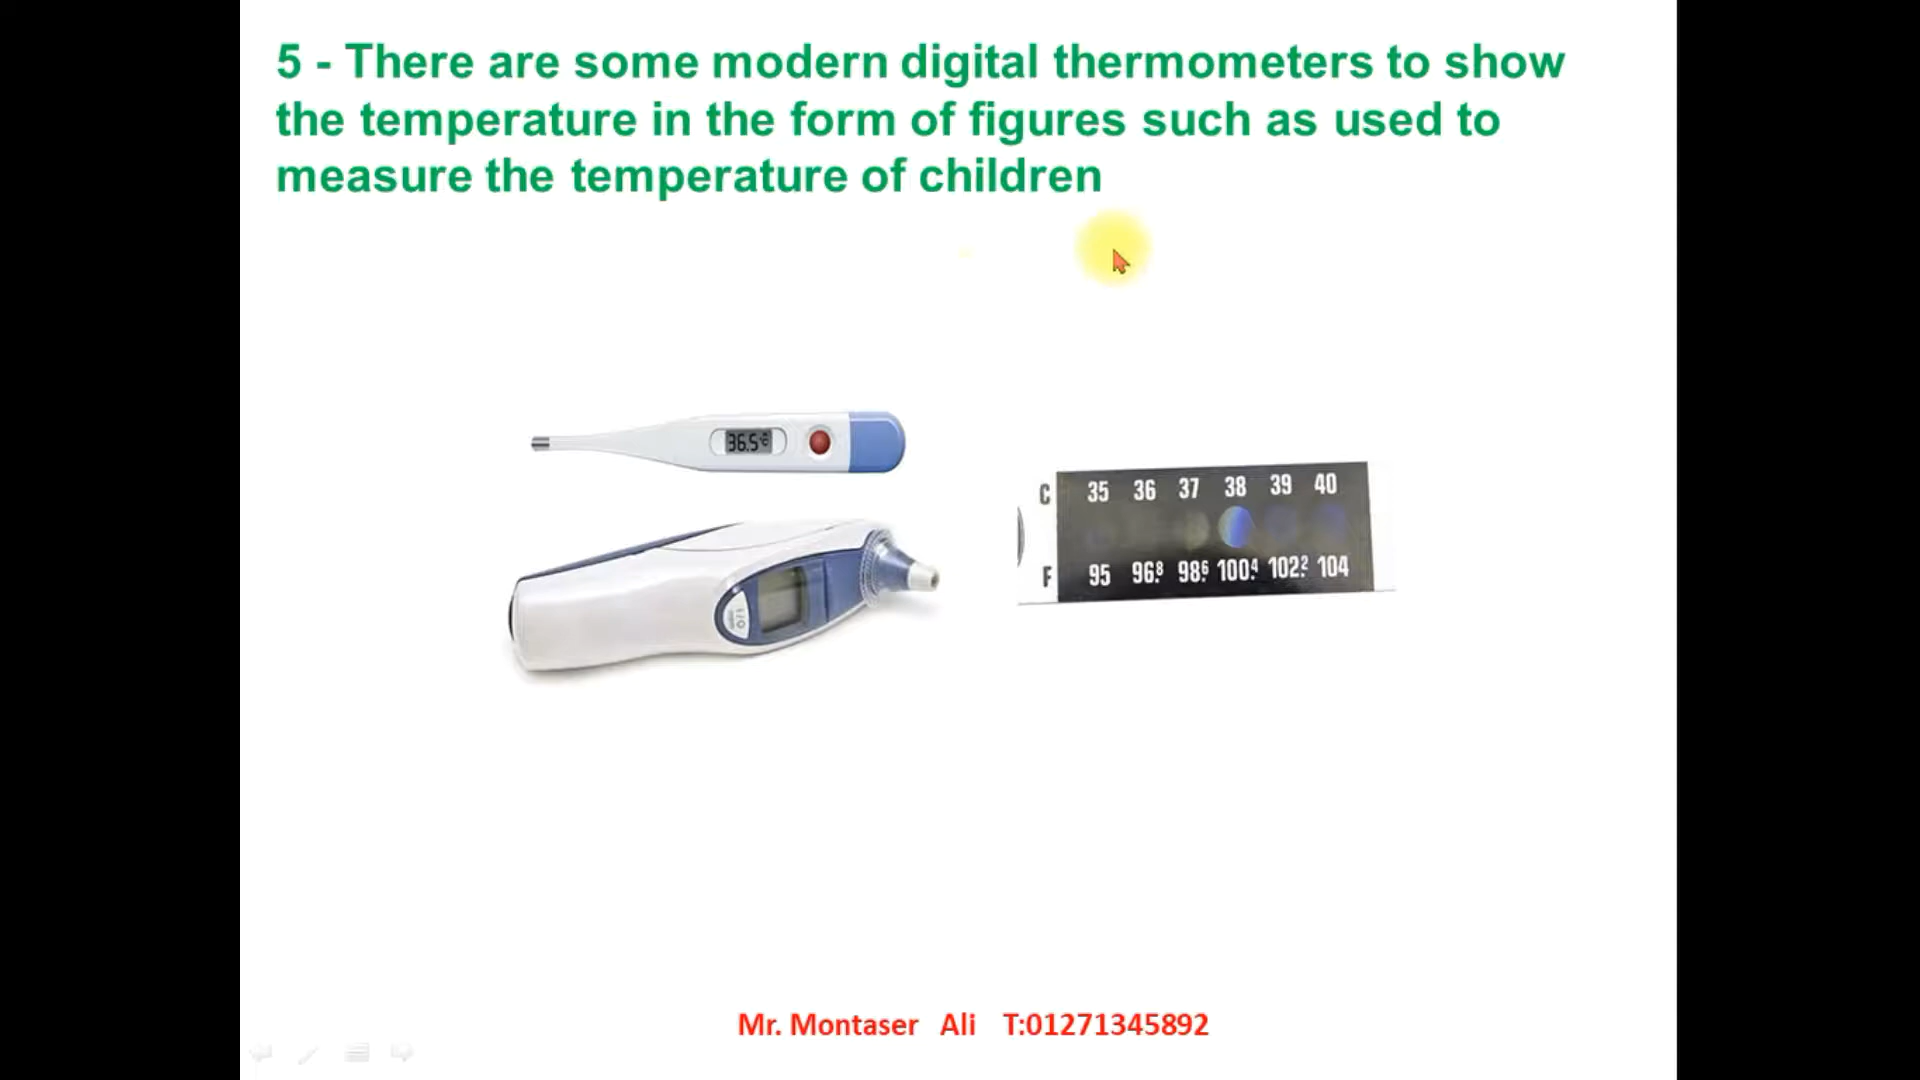 5 - There are some modern digital thermometers to show
the temperature in the form of figures such as used to
measure the temperature of children
36.5°C
C 35 36 37 38 39 40
F 95 96.8 98.6 100.4 102.2 104
I/O
Mr. Montaser Ali T:01271345892